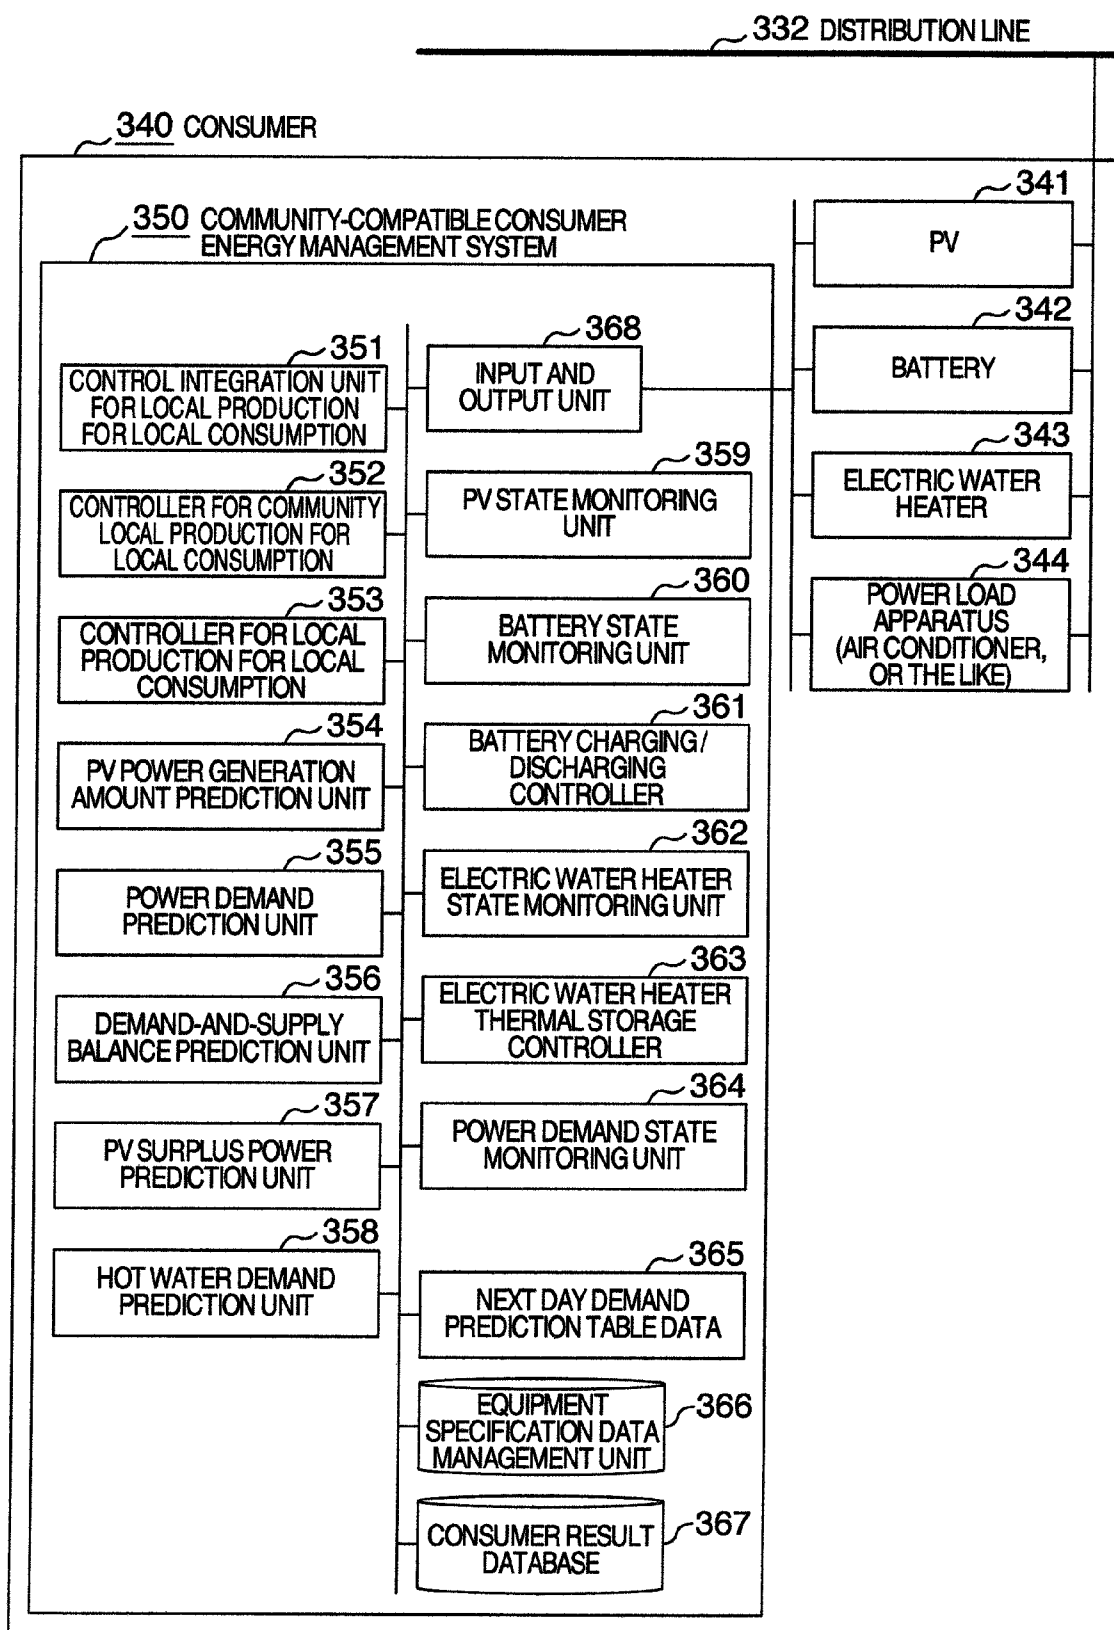 332 DISTRIBUTION LINE
340 CONSUMER
350 COMMUNITY-COMPATIBLE CONSUMER
ENERGY MANAGEMENT SYSTEM
351
CONTROL INTEGRATION UNIT
FOR LOCAL PRODUCTION
FOR LOCAL CONSUMPTION
352
CONTROLLER FOR COMMUNITY
LOCAL PRODUCTION FOR
LOCAL CONSUMPTION
353
CONTROLLER FOR LOCAL
PRODUCTION FOR LOCAL
CONSUMPTION
354
PV POWER GENERATION
AMOUNT PREDICTION UNIT
355
POWER DEMAND
PREDICTION UNIT
356
DEMAND-AND-SUPPLY
BALANCE PREDICTION UNIT
357
PV SURPLUS POWER
PREDICTION UNIT
358
HOT WATER DEMAND
PREDICTION UNIT
368
INPUT AND
OUTPUT UNIT
359
PV STATE MONITORING
UNIT
360
BATTERY STATE
MONITORING UNIT
361
BATTERY CHARGING/
DISCHARGING
CONTROLLER
362
ELECTRIC WATER HEATER
STATE MONITORING UNIT
363
ELECTRIC WATER HEATER
THERMAL STORAGE
CONTROLLER
364
POWER DEMAND STATE
MONITORING UNIT
365
NEXT DAY DEMAND
PREDICTION TABLE DATA
366
EQUIPMENT
SPECIFICATION DATA
MANAGEMENT UNIT
367
CONSUMER RESULT
DATABASE
341
PV
342
BATTERY
343
ELECTRIC WATER
HEATER
344
POWER LOAD
APPARATUS
(AIR CONDITIONER,
OR THE LIKE)